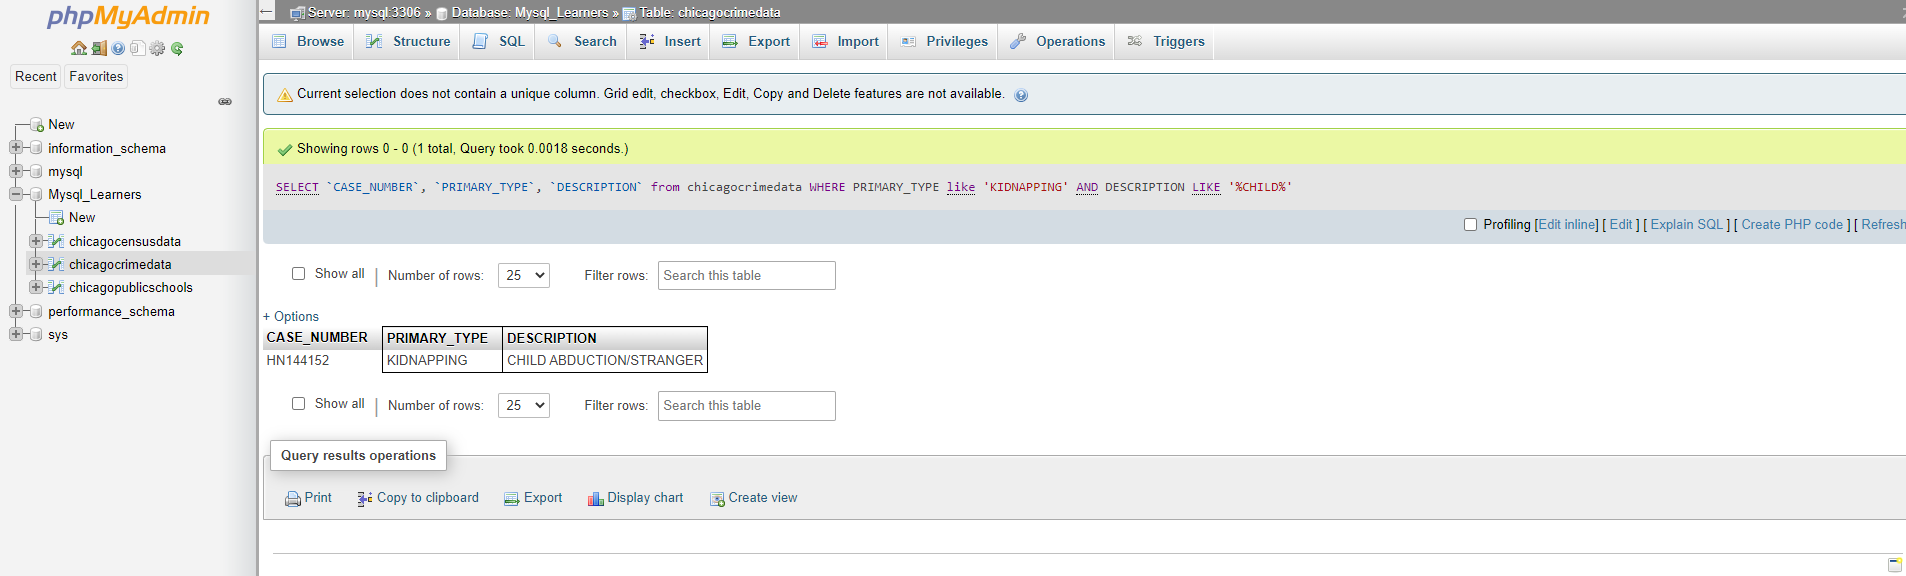 phpMyAdmin
Recent Favorites
New
information_schema
mysql
Mysql_Learners
New
chicagocensusdata
chicagocrimedata
chicagopublicschools
performance_schema
sys
Server: mysql:3306 » Database: Mysql_Learners » Table: chicagocrimedata
Browse Structure SQL Search Insert Export Import Privileges Operations Triggers
Current selection does not contain a unique column. Grid edit, checkbox, Edit, Copy and Delete features are not available.
Showing rows 0 - 0 (1 total, Query took 0.0018 seconds.)
SELECT `CASE_NUMBER`, `PRIMARY_TYPE`, `DESCRIPTION` from chicagocrimedata WHERE PRIMARY_TYPE like 'KIDNAPPING' AND DESCRIPTION LIKE '%CHILD%'
Profiling [Edit inline] [ Edit ] [ Explain SQL ] [ Create PHP code ] [ Refresh
Show all | Number of rows: 25 Filter rows: Search this table
+ Options
CASE_NUMBER PRIMARY_TYPE DESCRIPTION
HN144152 KIDNAPPING CHILD ABDUCTION/STRANGER
Show all | Number of rows: 25 Filter rows: Search this table
Query results operations
Print Copy to clipboard Export Display chart Create view